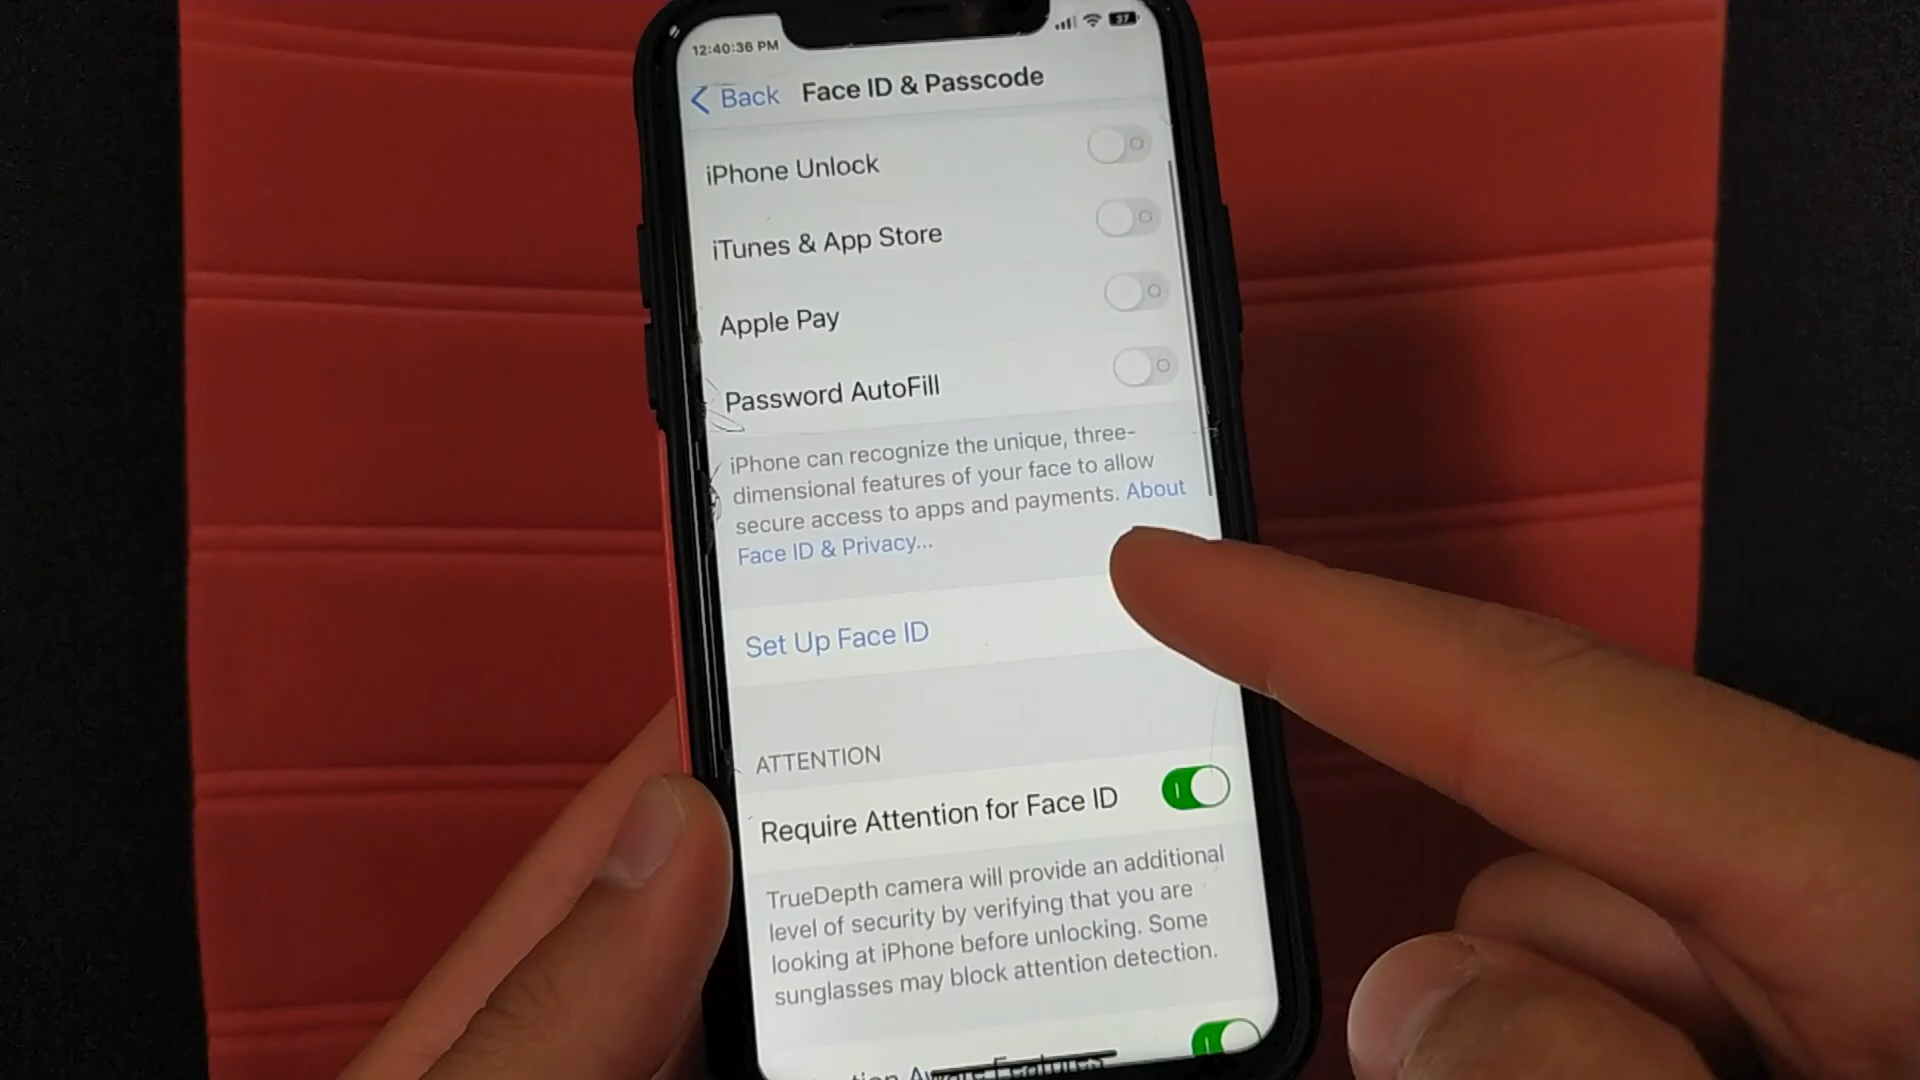 12:40:36 PM
37
Back Face ID & Passcode
iPhone Unlock
iTunes & App Store
Apple Pay
Password AutoFill
iPhone can recognize the unique, three-
dimensional features of your face to allow
secure access to apps and payments. About
Face ID & Privacy...
Set Up Face ID
ATTENTION
Require Attention for Face ID
TrueDepth camera will provide an additional
level of security by verifying that you are
looking at iPhone before unlocking. Some
sunglasses may block attention detection.
Aware Features